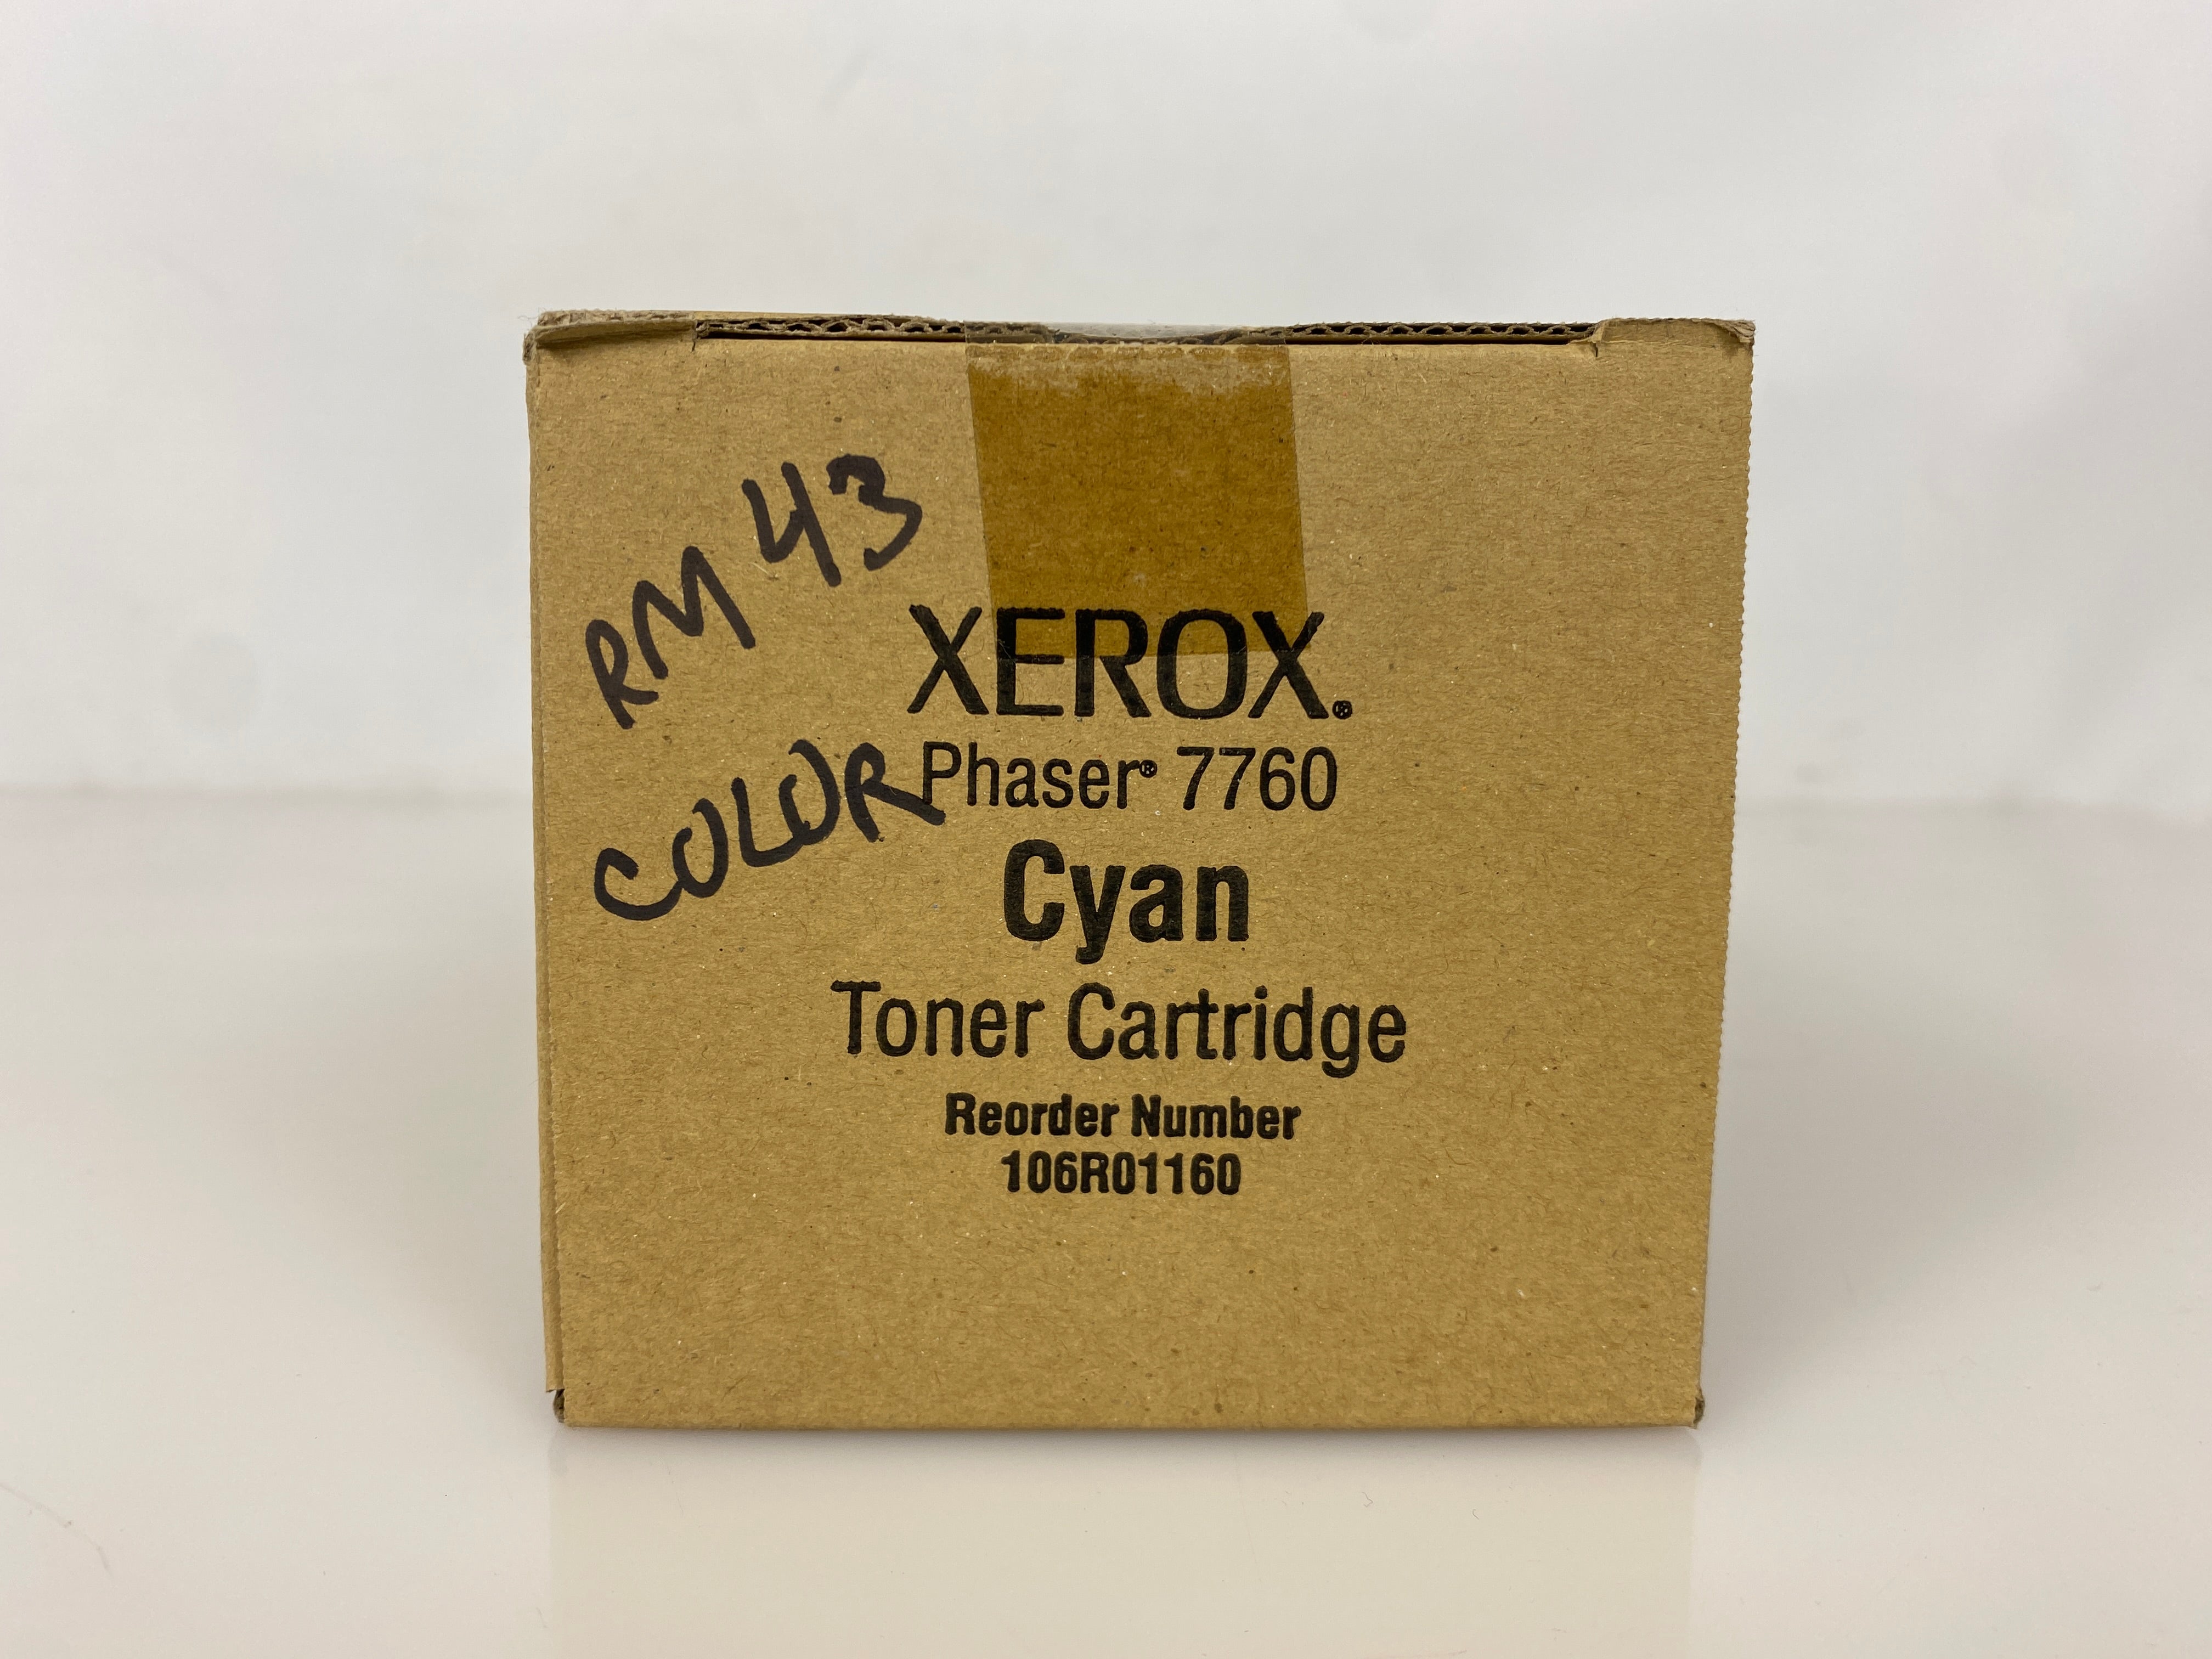 RM 43
COLOR
XEROX®
Phaser® 7760
Cyan
Toner Cartridge
Reorder Number
106R01160